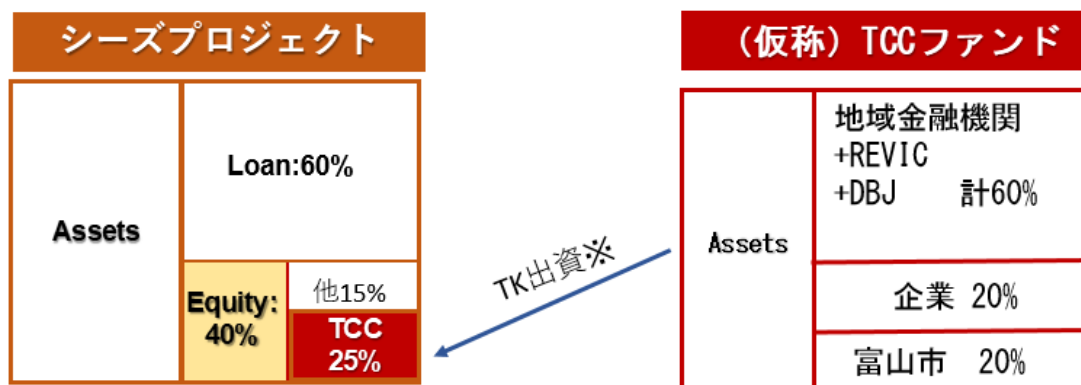 シーズプロジェクト
Assets
Loan:60%
Equity:
40%
他15%
TCC
25%
TK出資※
（仮称）TCCファンド
Assets
地域金融機関
+REVIC
+DBJ 計60%
企業 20%
富山市 20%